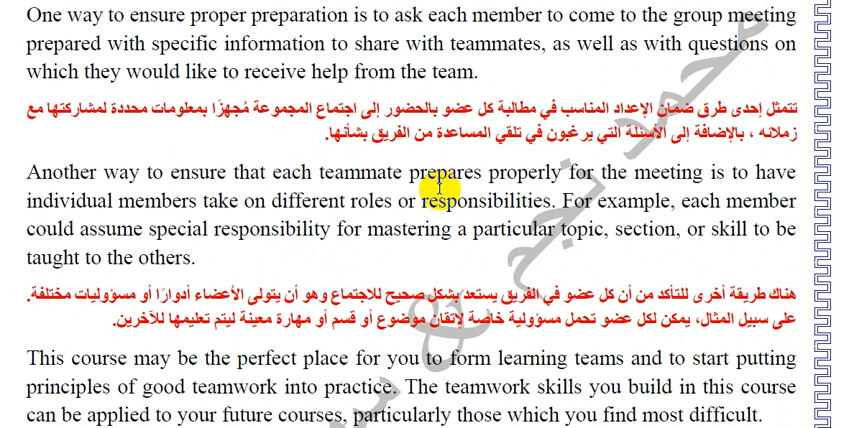 One way to ensure proper preparation is to ask each member to come to the group meeting
prepared with specific information to share with teammates, as well as with questions on
which they would like to receive help from the team.
تتمثل إحدى طرق ضمان الإعداد المناسب في مطالبة كل عضو بالحضور إلى اجتماع المجموعة مُجهزًا بمعلومات محددة لمشاركتها مع
زملائه ، بالإضافة إلى الأسئلة التي يرغبون في تلقي المساعدة من الفريق بشأنها.
Another way to ensure that each teammate prepares properly for the meeting is to have
individual members take on different roles or responsibilities. For example, each member
could assume special responsibility for mastering a particular topic, section, or skill to be
taught to the others.
هناك طريقة أخرى للتأكد من أن كل عضو في الفريق يستعد بشكل صحيح للاجتماع وهو أن يتولى الأعضاء أدوارًا أو مسؤوليات مختلفة.
على سبيل المثال، يمكن لكل عضو تحمل مسؤولية خاصة لإتقان موضوع أو قسم أو مهارة معينة ليتم تعليمها للآخرين.
This course may be the perfect place for you to form learning teams and to start putting
principles of good teamwork into practice. The teamwork skills you build in this course
can be applied to your future courses, particularly those which you find most difficult.
محمد نجم &